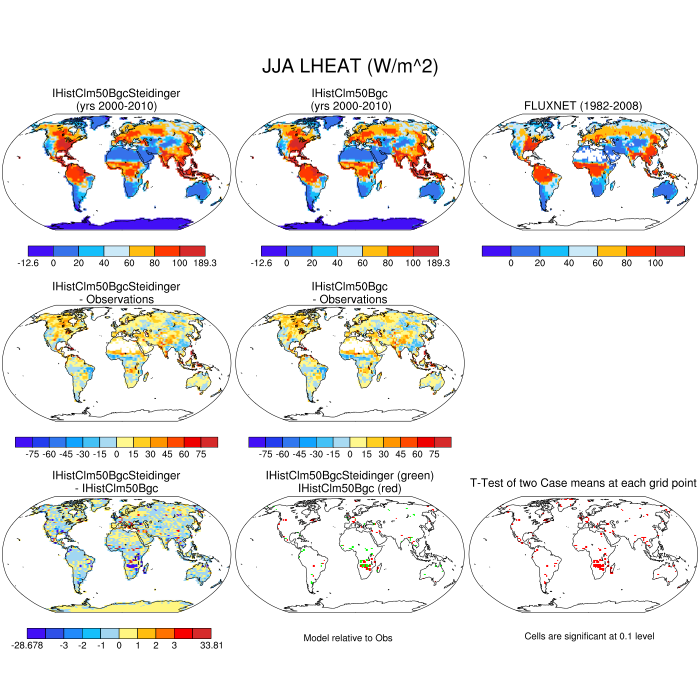 JJA LHEAT (W/m^2)
IHistClm50BgcSteidinger
(yrs 2000-2010)
IHistClm50Bgc
(yrs 2000-2010)
FLUXNET (1982-2008)
-12.6 0 20 40 60 80 100 189.3
-12.6 0 20 40 60 80 100 189.3
0 20 40 60 80 100
IHistClm50BgcSteidinger
- Observations
IHistClm50Bgc
- Observations
-75 -60 -45 -30 -15 0 15 30 45 60 75
-75 -60 -45 -30 -15 0 15 30 45 60 75
IHistClm50BgcSteidinger
- IHistClm50Bgc
IHistClm50BgcSteidinger (green)
IHistClm50Bgc (red)
T-Test of two Case means at each grid point
-28.678 -3 -2 -1 0 1 2 3 33.81
Model relative to Obs
Cells are significant at 0.1 level